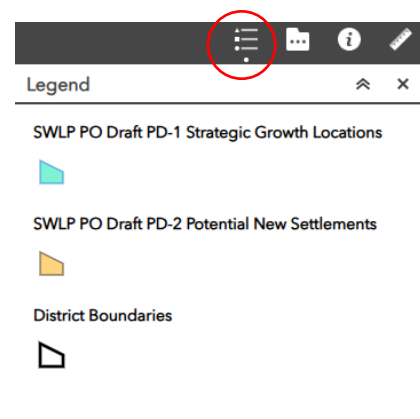 Legend
SWLP PO Draft PD-1 Strategic Growth Locations
SWLP PO Draft PD-2 Potential New Settlements
District Boundaries